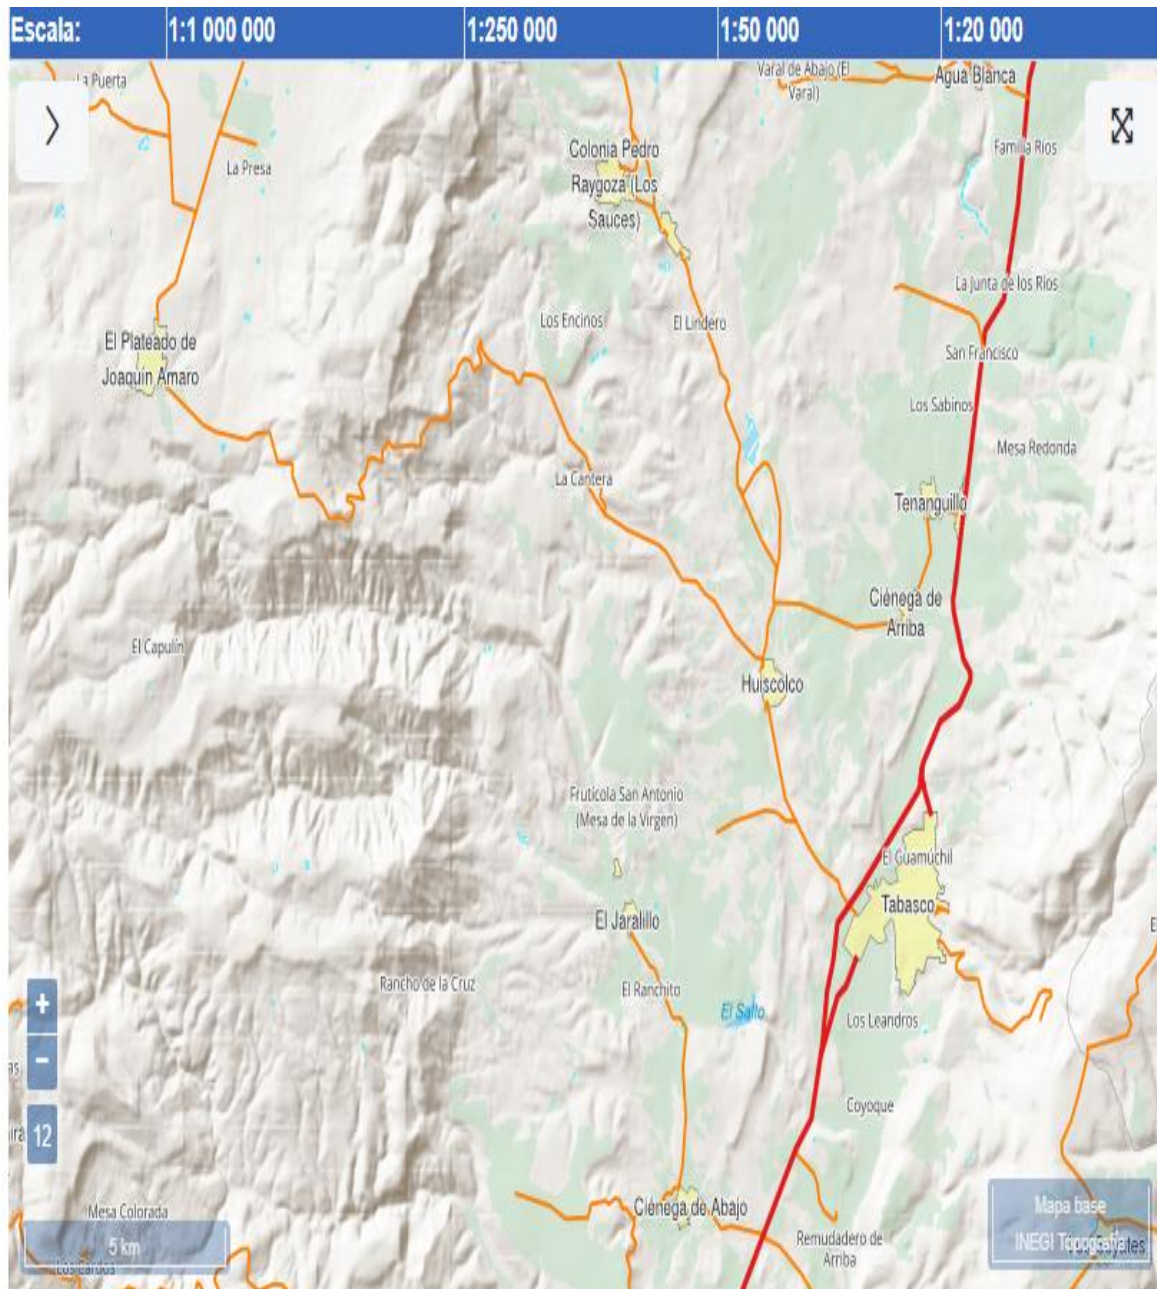 Escala:
1:1 000 000
1:250 000
1:50 000
1:20 000
La Puerta
Varal de Abajo (El
Varal)
Agua Blanca
Familia Ríos
Colonia Pedro
Raygoza (Los
Sauces)
La Presa
La Junta de los Ríos
Los Encinos
El Lindero
El Plateado de
Joaquín Amaro
San Francisco
Los Sabinos
Mesa Redonda
La Cantera
Tenanguillo
Ciénega de
Arriba
El Capulín
Huiscolco
Frutícola San Antonio
(Mesa de la Virgen)
El Guamúchil
Tabasco
El Jaralillo
Rancho de la Cruz
El Ranchito
El Salto
Los Leandros
+
−
12
Coyoque
Mesa Colorada
Ciénega de Abajo
5 km
Remudadero de
Arriba
Mapa base
INEGI Topografía